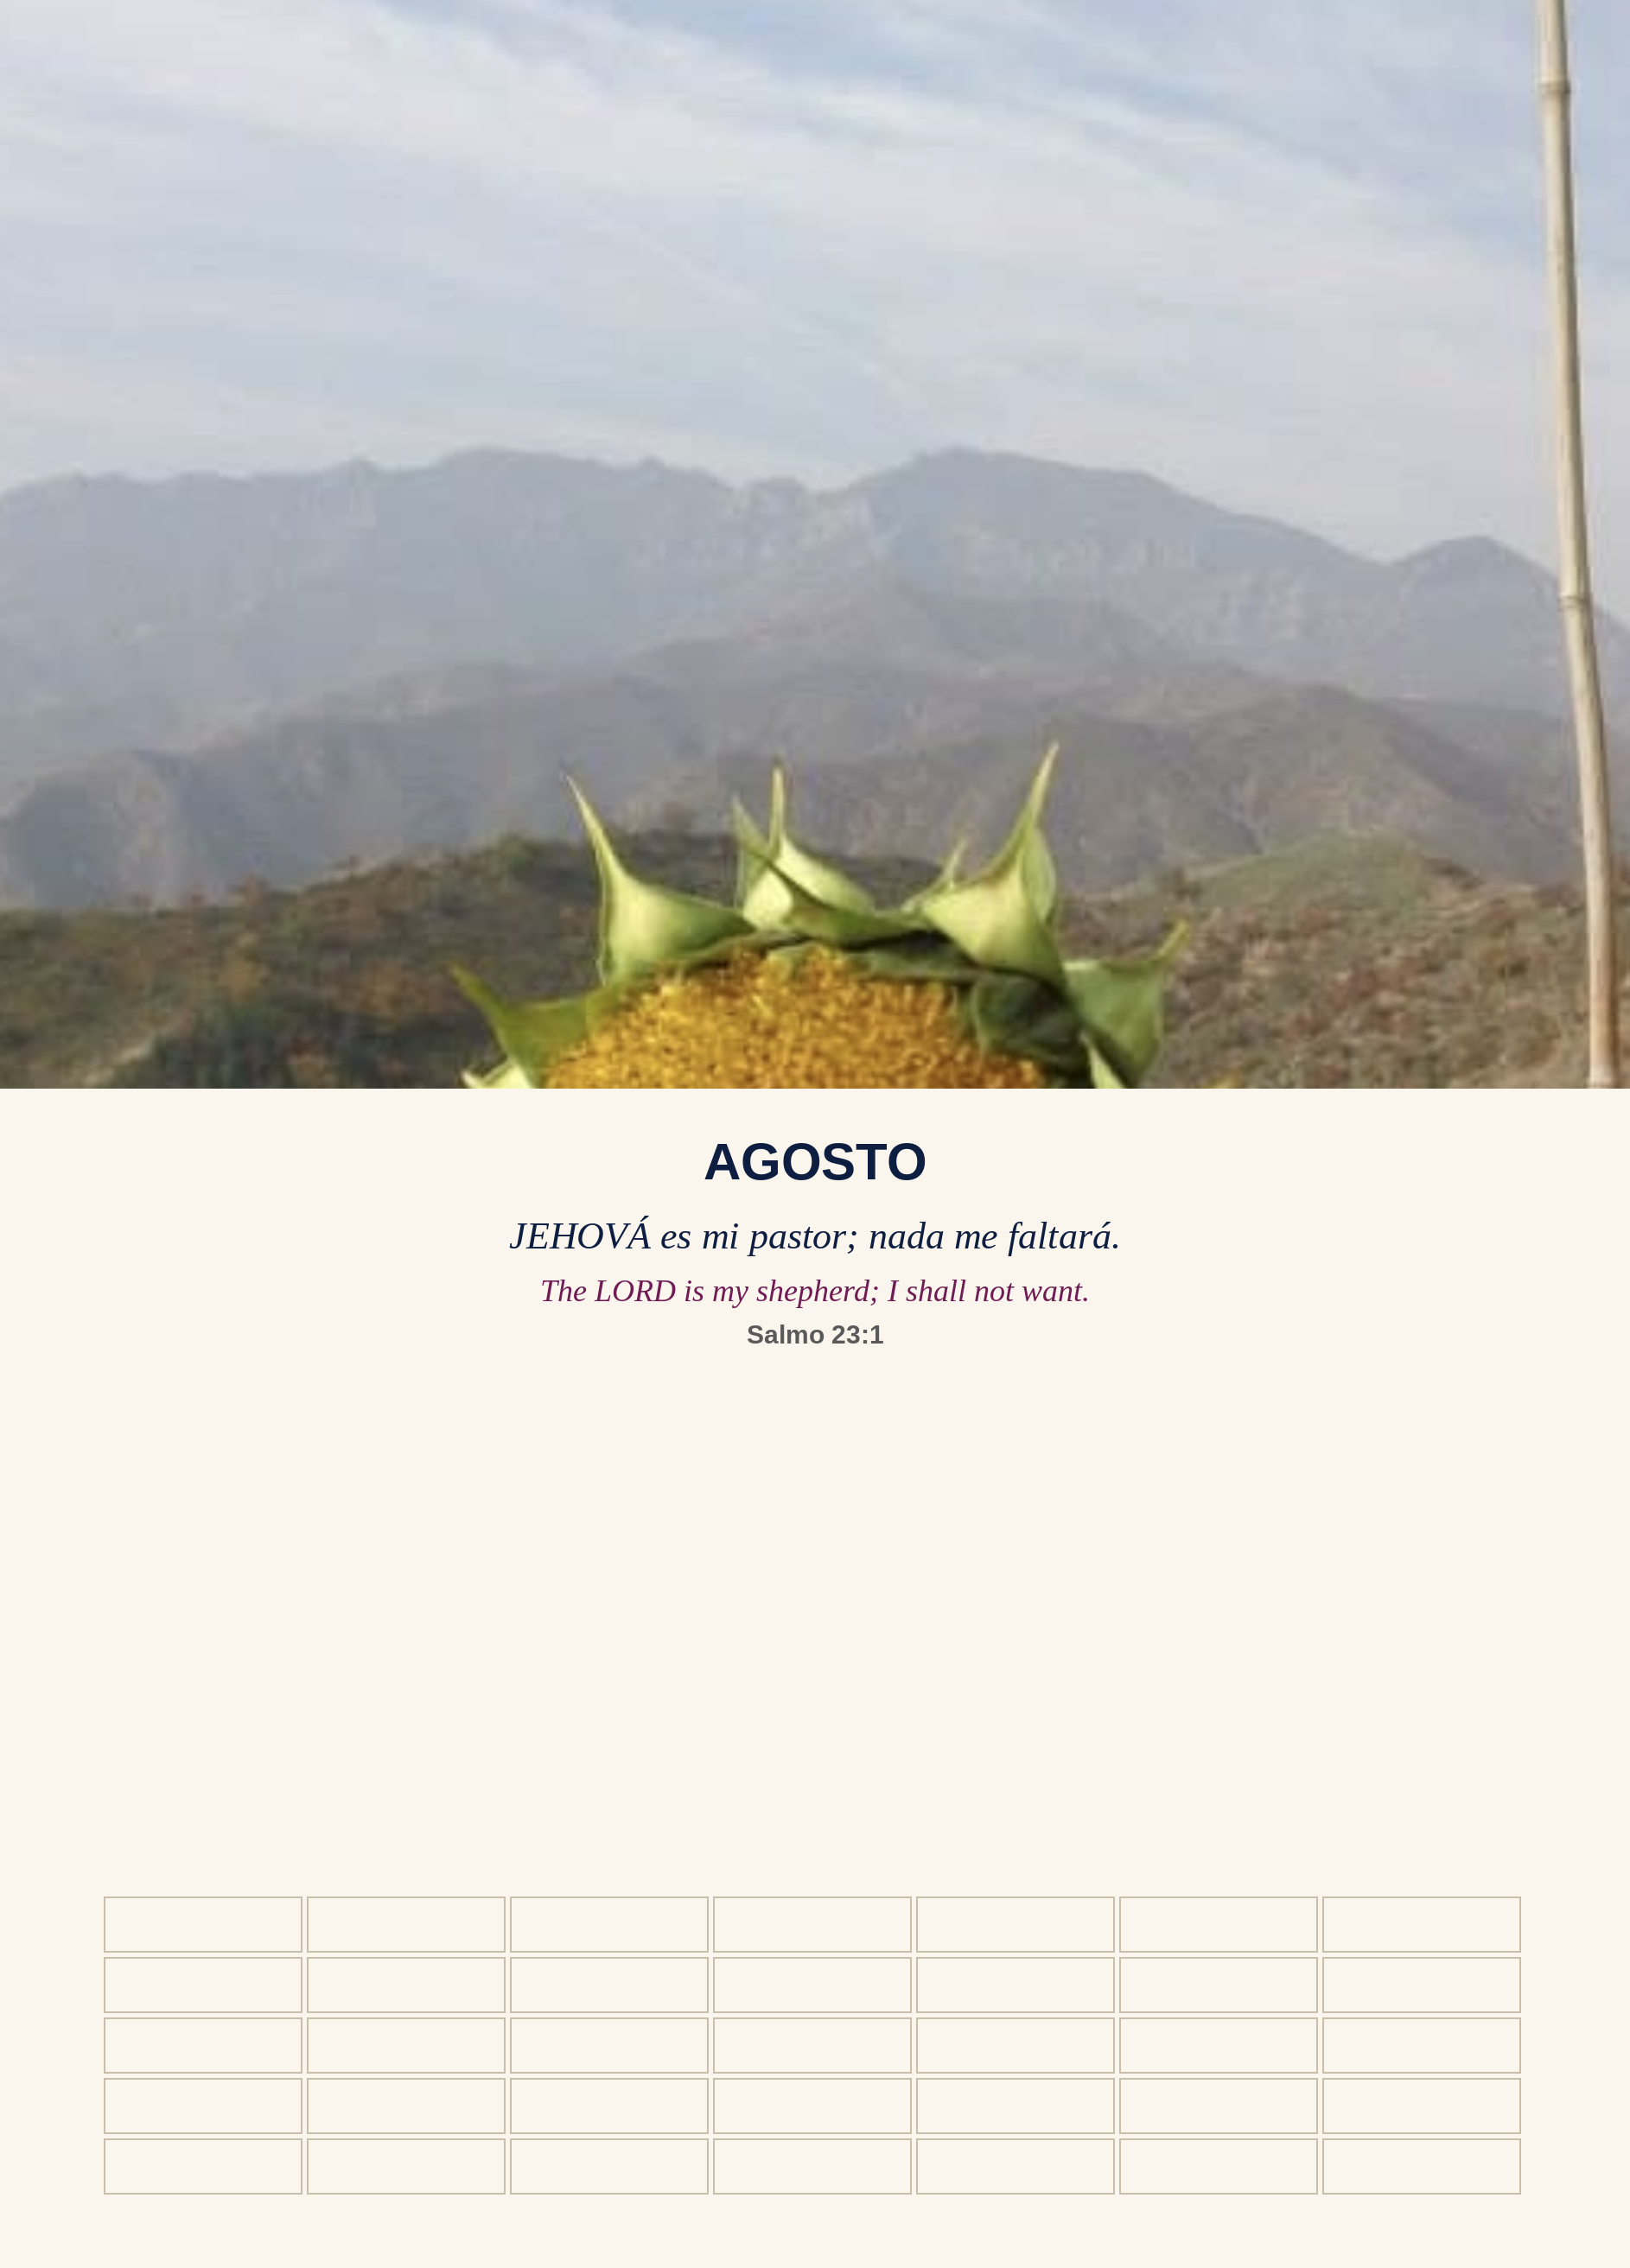 AGOSTO
JEHOVÁ es mi pastor; nada me faltará.
The LORD is my shepherd; I shall not want.
Salmo 23:1